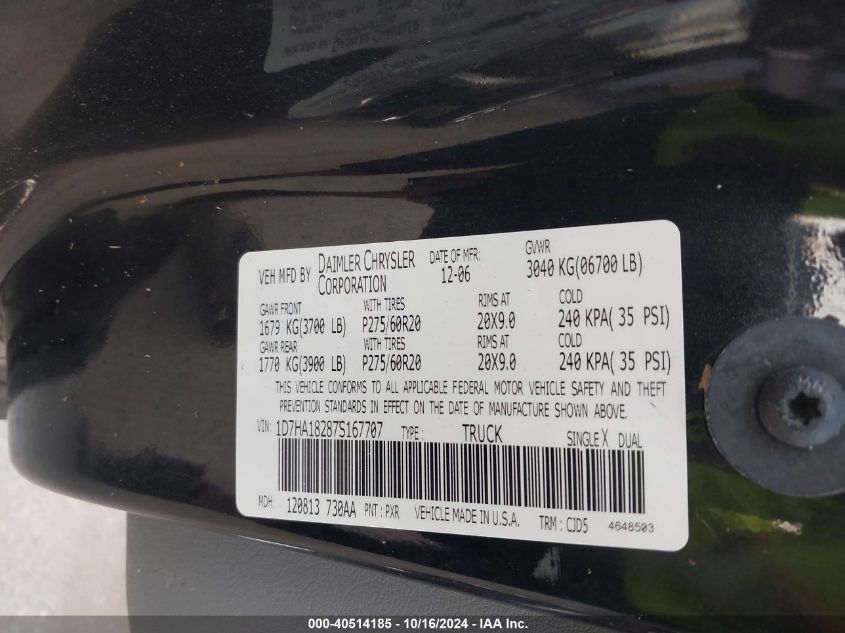 VEH MFD BY DAIMLER CHRYSLER CORPORATION DATE OF MFR: 12-06 GVWR 3040 KG(06700 LB)
GAWR FRONT WITH TIRES RIMS AT COLD
1679 KG(3700 LB) P275/60R20 20X9.0 240 KPA( 35 PSI)
GAWR REAR WITH TIRES RIMS AT COLD
1770 KG(3900 LB) P275/60R20 20X9.0 240 KPA( 35 PSI)
THIS VEHICLE CONFORMS TO ALL APPLICABLE FEDERAL MOTOR VEHICLE SAFETY AND THEFT
PREVENTION STANDARDS IN EFFECT ON THE DATE OF MANUFACTURE SHOWN ABOVE.
VIN: 1D7HA18287S167707 TYPE: TRUCK SINGLE X DUAL
MDH: 120813 730AA PNT: PXR VEHICLE MADE IN U.S.A. TRM: CJD5 4648503
000-40514185 - 10/16/2024 - IAA Inc.